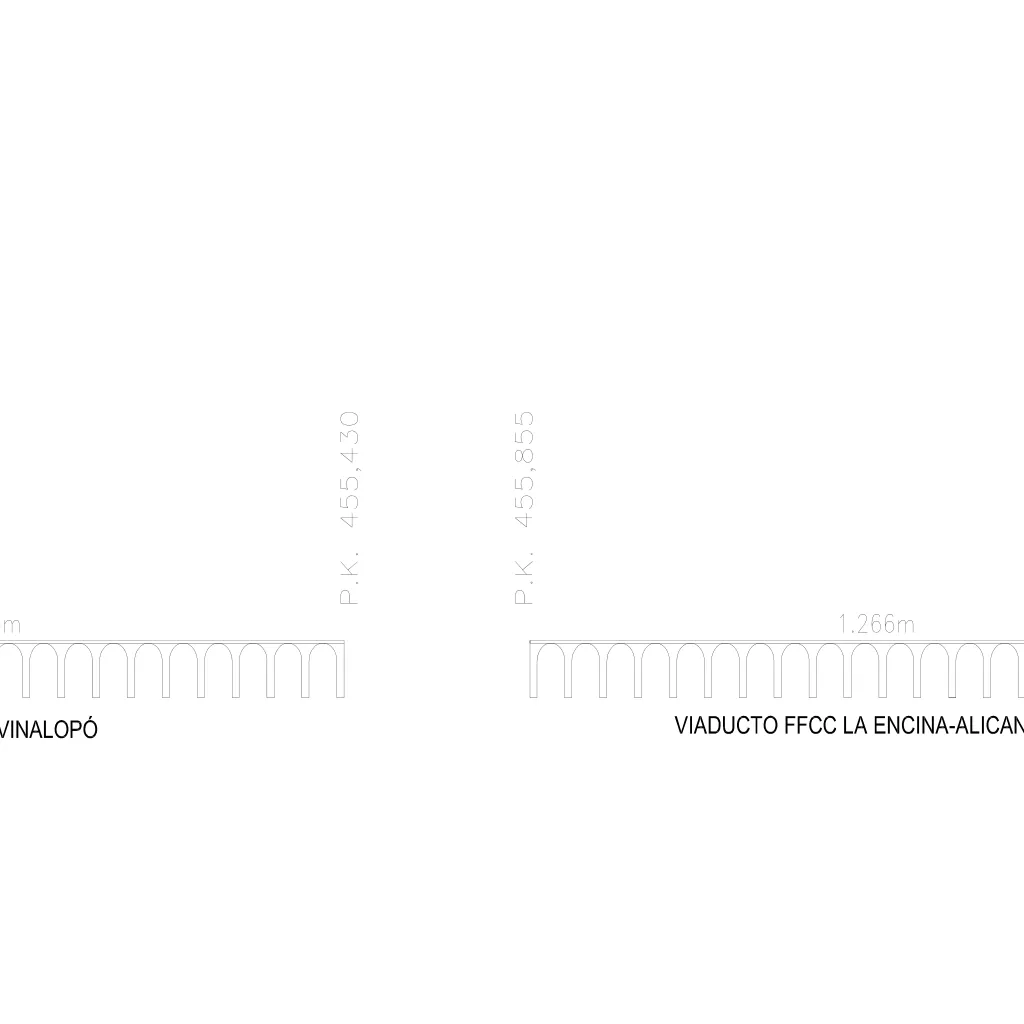 P.K. 455,430
P.K. 455,855
m
1.266m
VINALOPÓ
VIADUCTO FFCC LA ENCINA-ALICAN